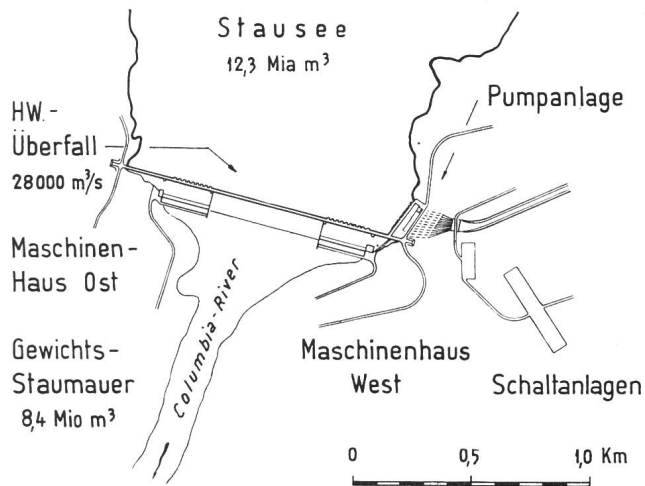 Stausee
12,3 Mia m³
HW.-
Überfall
28000 m³/s
Pumpanlage
Maschinen-
Haus Ost
Columbia-River
Gewichts-
Staumauer
8,4 Mio m³
Maschinenhaus
West
Schaltanlagen
0 0,5 1,0 Km